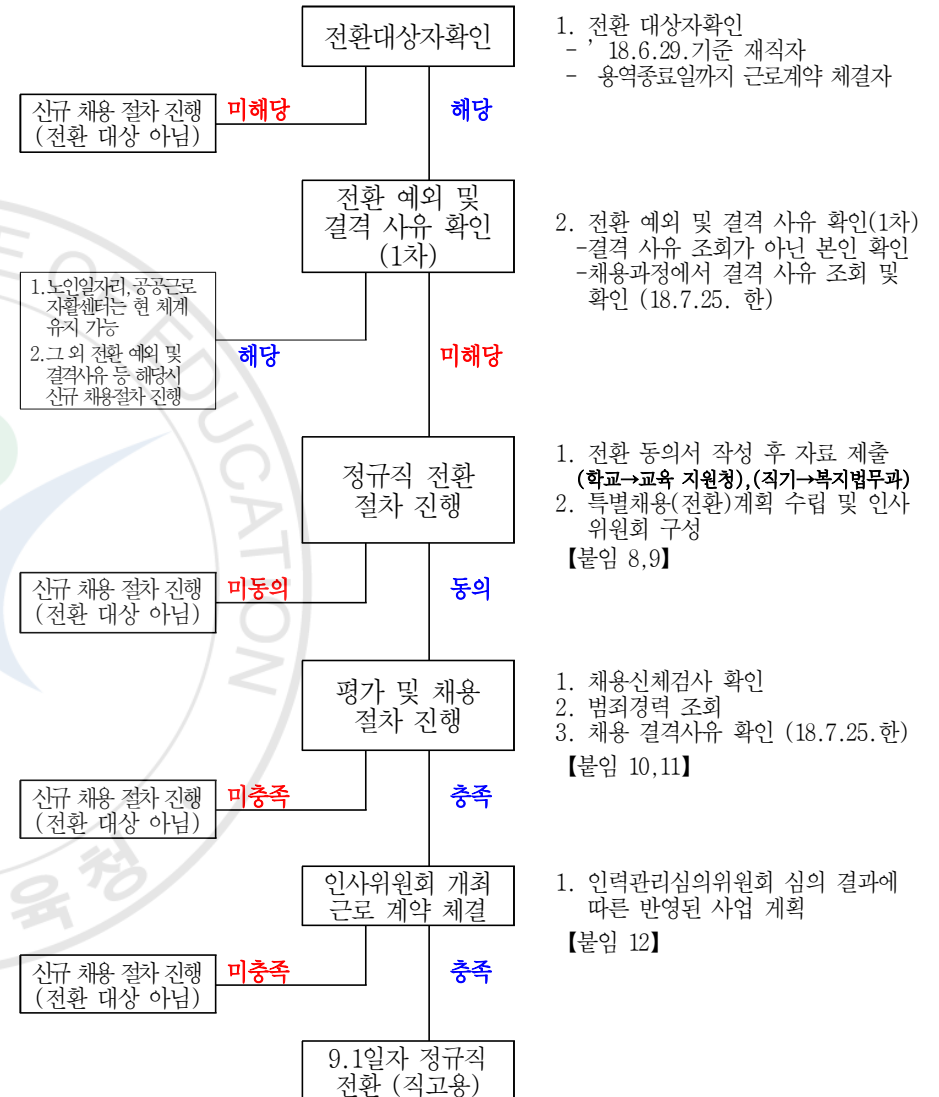 전환대상자확인
1. 전환 대상자확인
- ’18.6.29.기준 재직자
- 용역종료일까지 근로계약 체결자
신규 채용 절차 진행
(전환 대상 아님)
미해당
해당
전환 예외 및
결격 사유 확인
(1차)
2. 전환 예외 및 결격 사유 확인(1차)
-결격 사유 조회가 아닌 본인 확인
-채용과정에서 결격 사유 조회 및
확인 (18.7.25. 한)
1.노인일자리,공공근로
자활센터는 현 체계
유지 가능
2.그 외 전환 예외 및
결격사유 등 해당시
신규 채용절차 진행
해당
미해당
정규직 전환
절차 진행
1. 전환 동의서 작성 후 자료 제출
(학교→교육 지원청),(직기→복지법무과)
2. 특별채용(전환)계획 수립 및 인사
위원회 구성
【붙임 8,9】
신규 채용 절차 진행
(전환 대상 아님)
미동의
동의
평가 및 채용
절차 진행
1. 채용신체검사 확인
2. 범죄경력 조회
3. 채용 결격사유 확인 (18.7.25.한)
【붙임 10,11】
신규 채용 절차 진행
(전환 대상 아님)
미충족
충족
인사위원회 개최
근로 계약 체결
1. 인력관리심의위원회 심의 결과에
따른 반영된 사업 계획
【붙임 12】
신규 채용 절차 진행
(전환 대상 아님)
미충족
충족
9.1일자 정규직
전환 (직고용)
E OF EDUCATION
육청